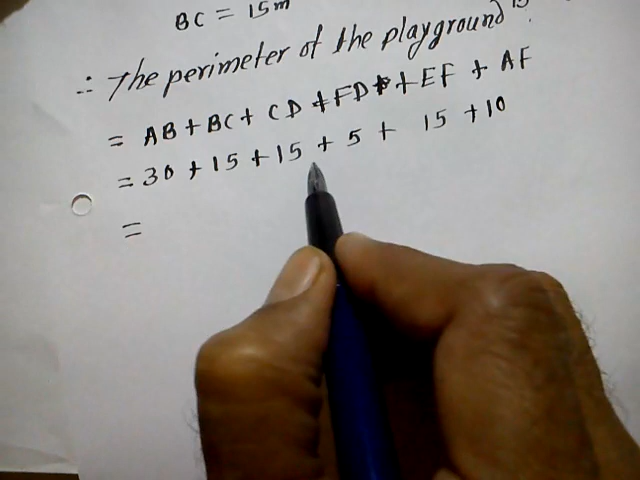 BC = 15m
∴ The perimeter of the playground is
= AB + BC + CD + FD + EF + AF
= 30 + 15 + 15 + 5 + 15 + 10
=